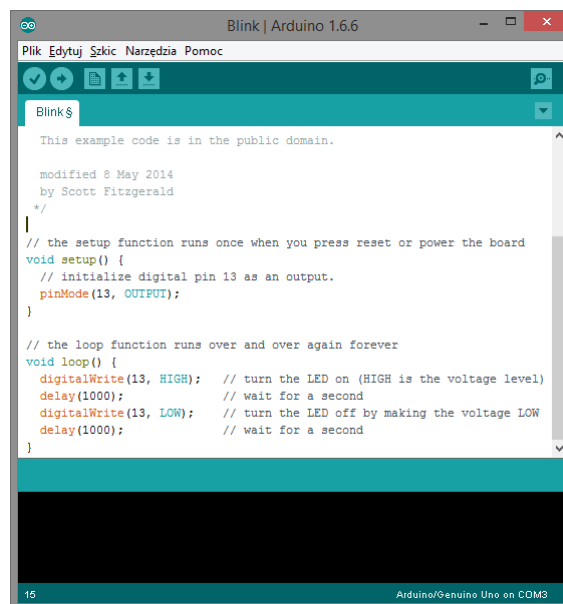 Blink | Arduino 1.6.6
Plik Edytuj Szkic Narzędzia Pomoc
Blink §
This example code is in the public domain.
modified 8 May 2014
by Scott Fitzgerald
*/
// the setup function runs once when you press reset or power the board
void setup() {
// initialize digital pin 13 as an output.
pinMode(13, OUTPUT);
}
// the loop function runs over and over again forever
void loop() {
digitalWrite(13, HIGH);   // turn the LED on (HIGH is the voltage level)
delay(1000);              // wait for a second
digitalWrite(13, LOW);    // turn the LED off by making the voltage LOW
delay(1000);              // wait for a second
}
15 Arduino/Genuino Uno on COM3